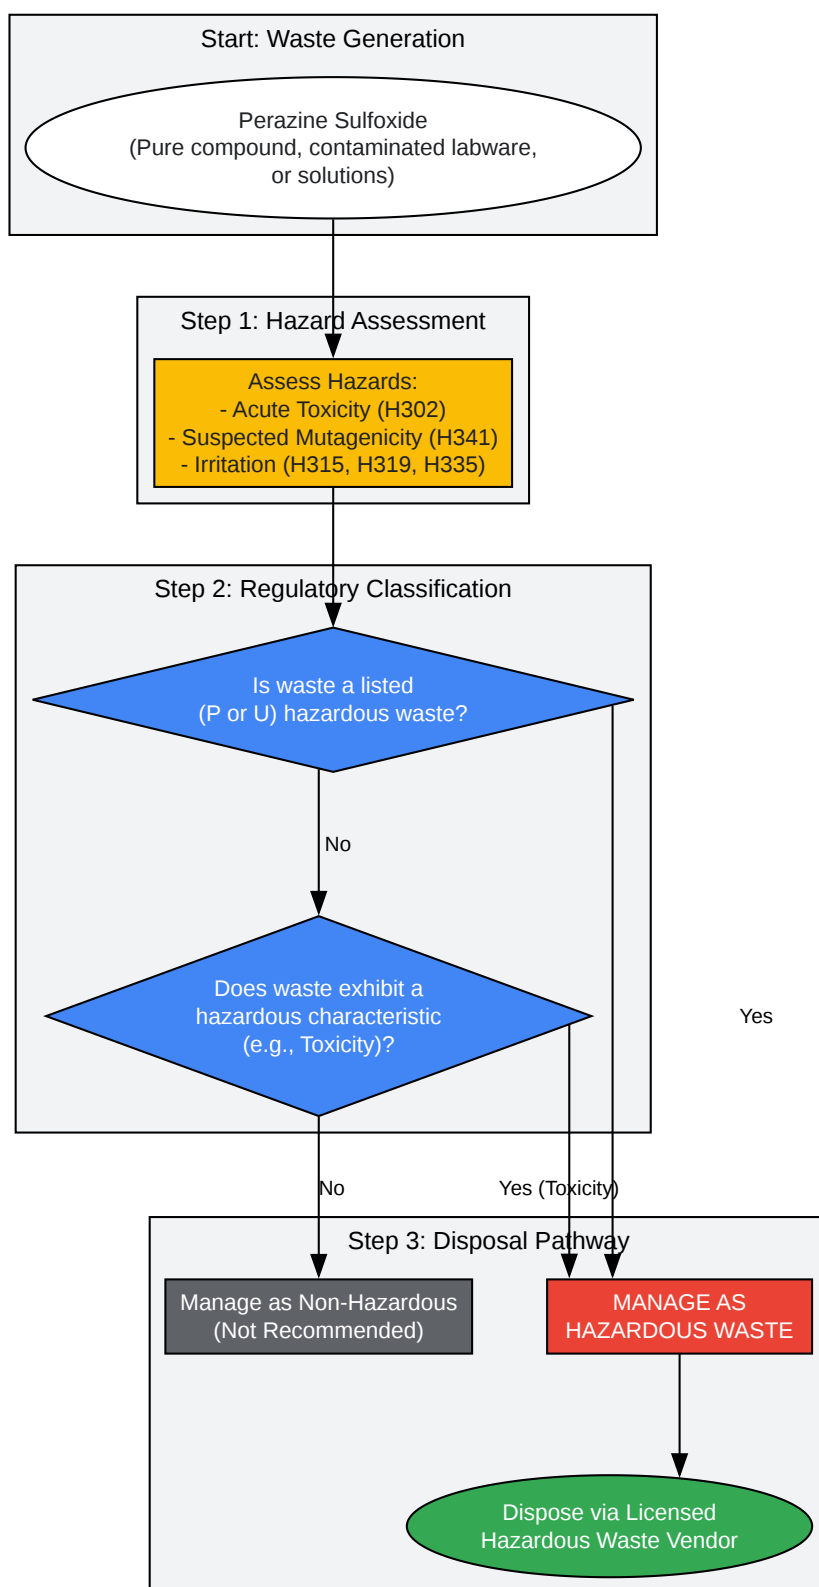 Start: Waste Generation
Perazine Sulfoxide
(Pure compound, contaminated labware,
or solutions)
Step 1: Hazard Assessment
Assess Hazards:
- Acute Toxicity (H302)
- Suspected Mutagenicity (H341)
- Irritation (H315, H319, H335)
Step 2: Regulatory Classification
Is waste a listed
(P or U) hazardous waste?
No
Does waste exhibit a
hazardous characteristic
(e.g., Toxicity)?
Yes
No
Yes (Toxicity)
Step 3: Disposal Pathway
Manage as Non-Hazardous
(Not Recommended)
MANAGE AS
HAZARDOUS WASTE
Dispose via Licensed
Hazardous Waste Vendor